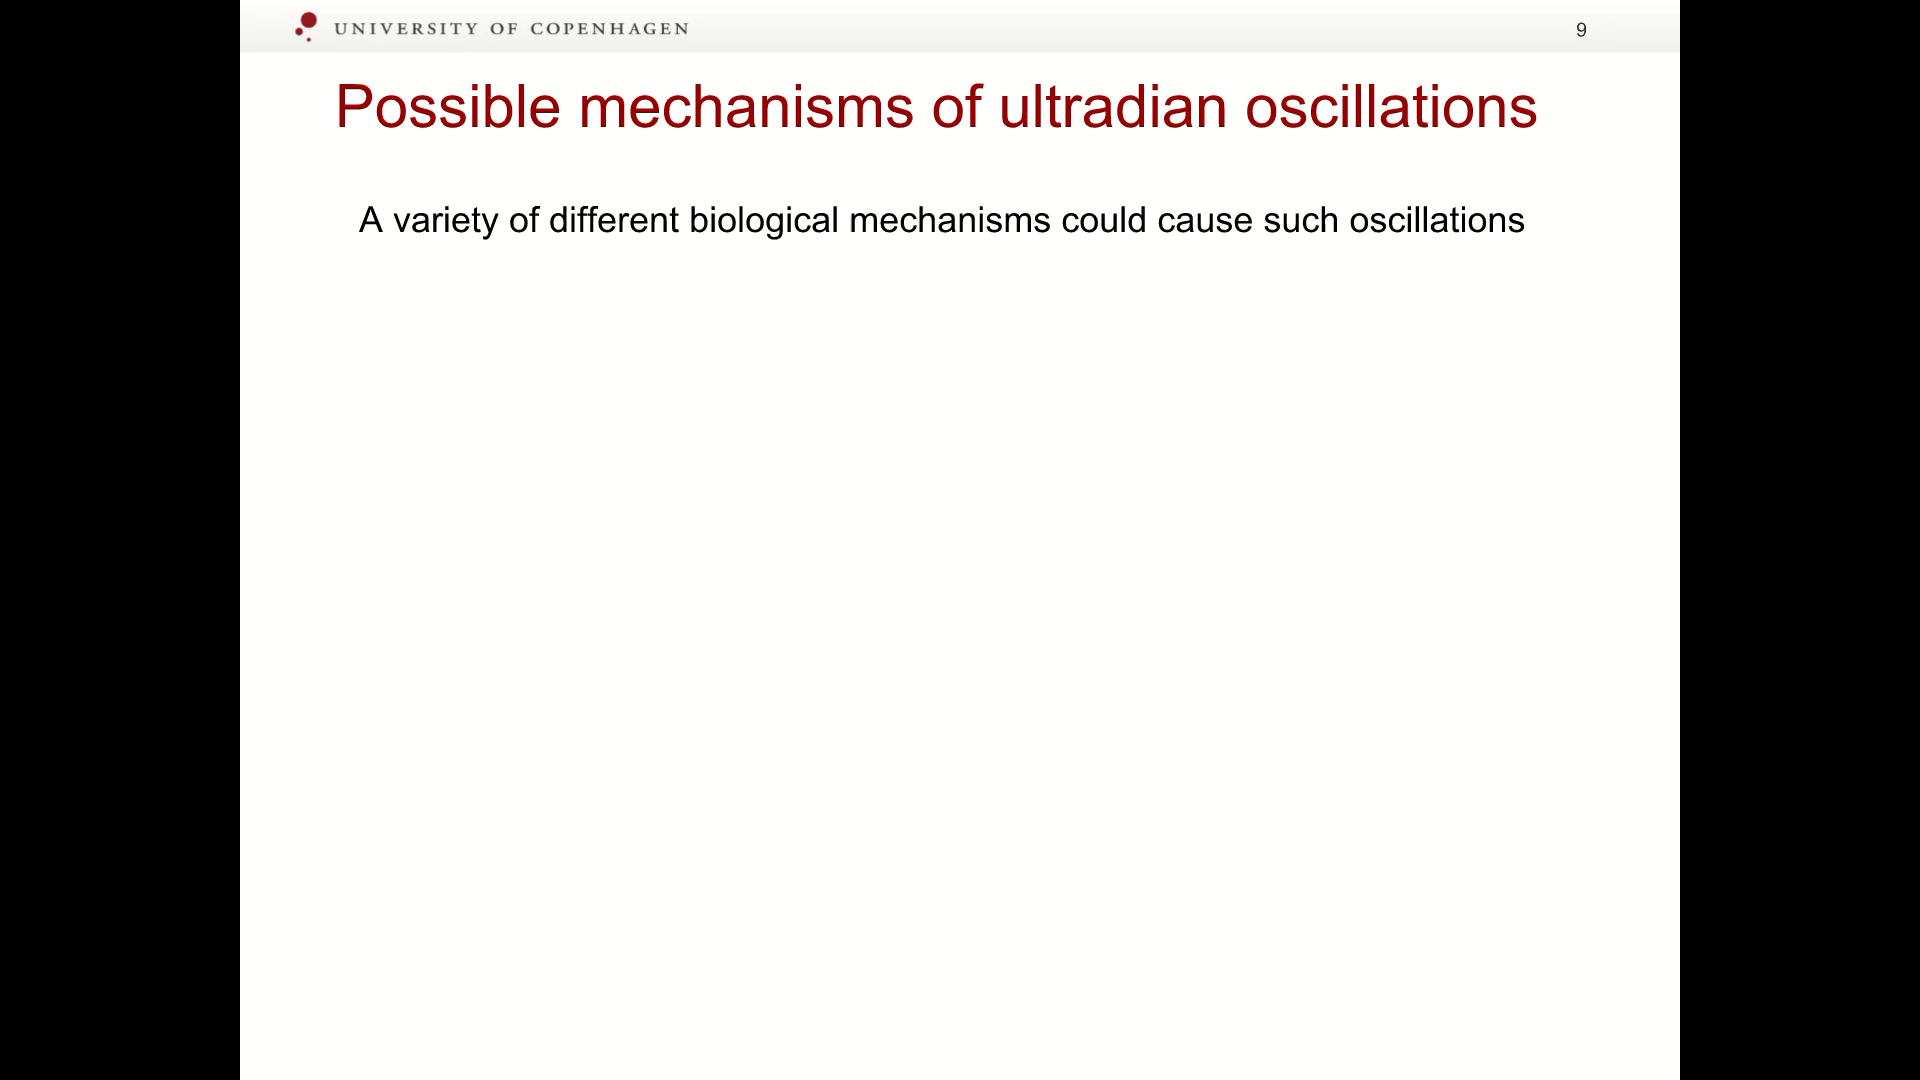 UNIVERSITY OF COPENHAGEN
9
Possible mechanisms of ultradian oscillations
A variety of different biological mechanisms could cause such oscillations